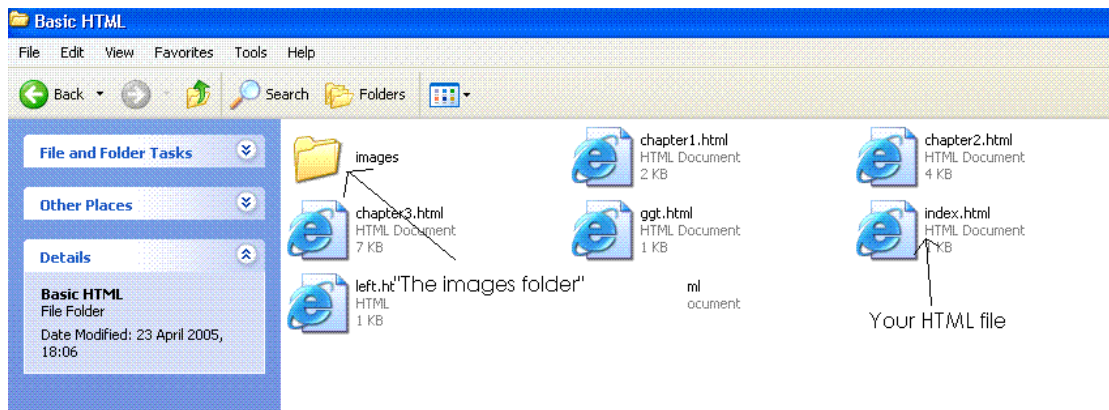 Basic HTML
File Edit View Favorites Tools Help
Back Search Folders
File and Folder Tasks
Other Places
Details
Basic HTML
File Folder
Date Modified: 23 April 2005,
18:06
images
chapter1.html
HTML Document
2 KB
chapter2.html
HTML Document
4 KB
chapter3.html
HTML Document
7 KB
ggt.html
HTML Document
1 KB
index.html
HTML Document
KB
left.ht
HTML
1 KB
"The images folder"
ml
ocument
Your HTML file